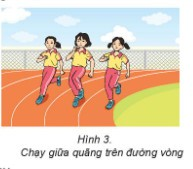 Hình 3.
Chạy giữa quãng trên đường vòng